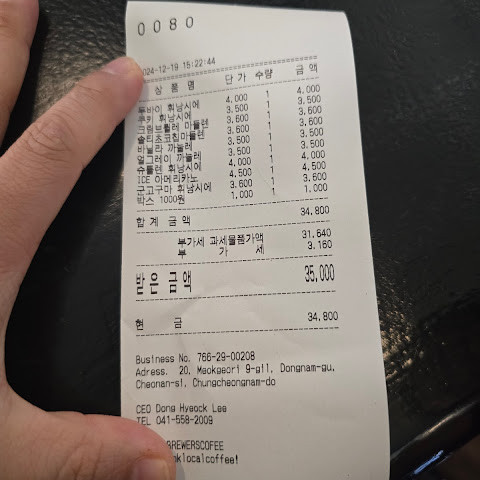 0080
024-12-19 15:22:44
상 품 명 단 가 수량 금 액
두바이 휘낭시에 4,000 1 4,000
쿠키 휘낭시에 3,500 1 3,500
크림브륄레 마들렌 3,600 1 3,600
솔티초코칩마들렌 3,500 1 3,500
바닐라 까눌레 3,500 1 3,500
얼그레이 까눌레 3,600 1 3,600
슈톨렌 휘낭시에 4,000 1 4,000
ICE 아메리카노 4,500 1 4,500
군고구마 휘낭시에 3,600 1 3,600
박스 1000원 1,000 1 1,000
합 계 금 액 34,800
부가세 과세물품가액 31,640
부 가 세 3,160
받은 금액 35,000
현 금 34,800
Business No. 766-29-00208
Adress. 20, Meokgeori 9-gil, Dongnam-gu,
Cheonan-si, Chungcheongnam-do
CEO Dong Hyeock Lee
TEL 041-558-2009
BREWERSCOFEE
nklocalcoffee!